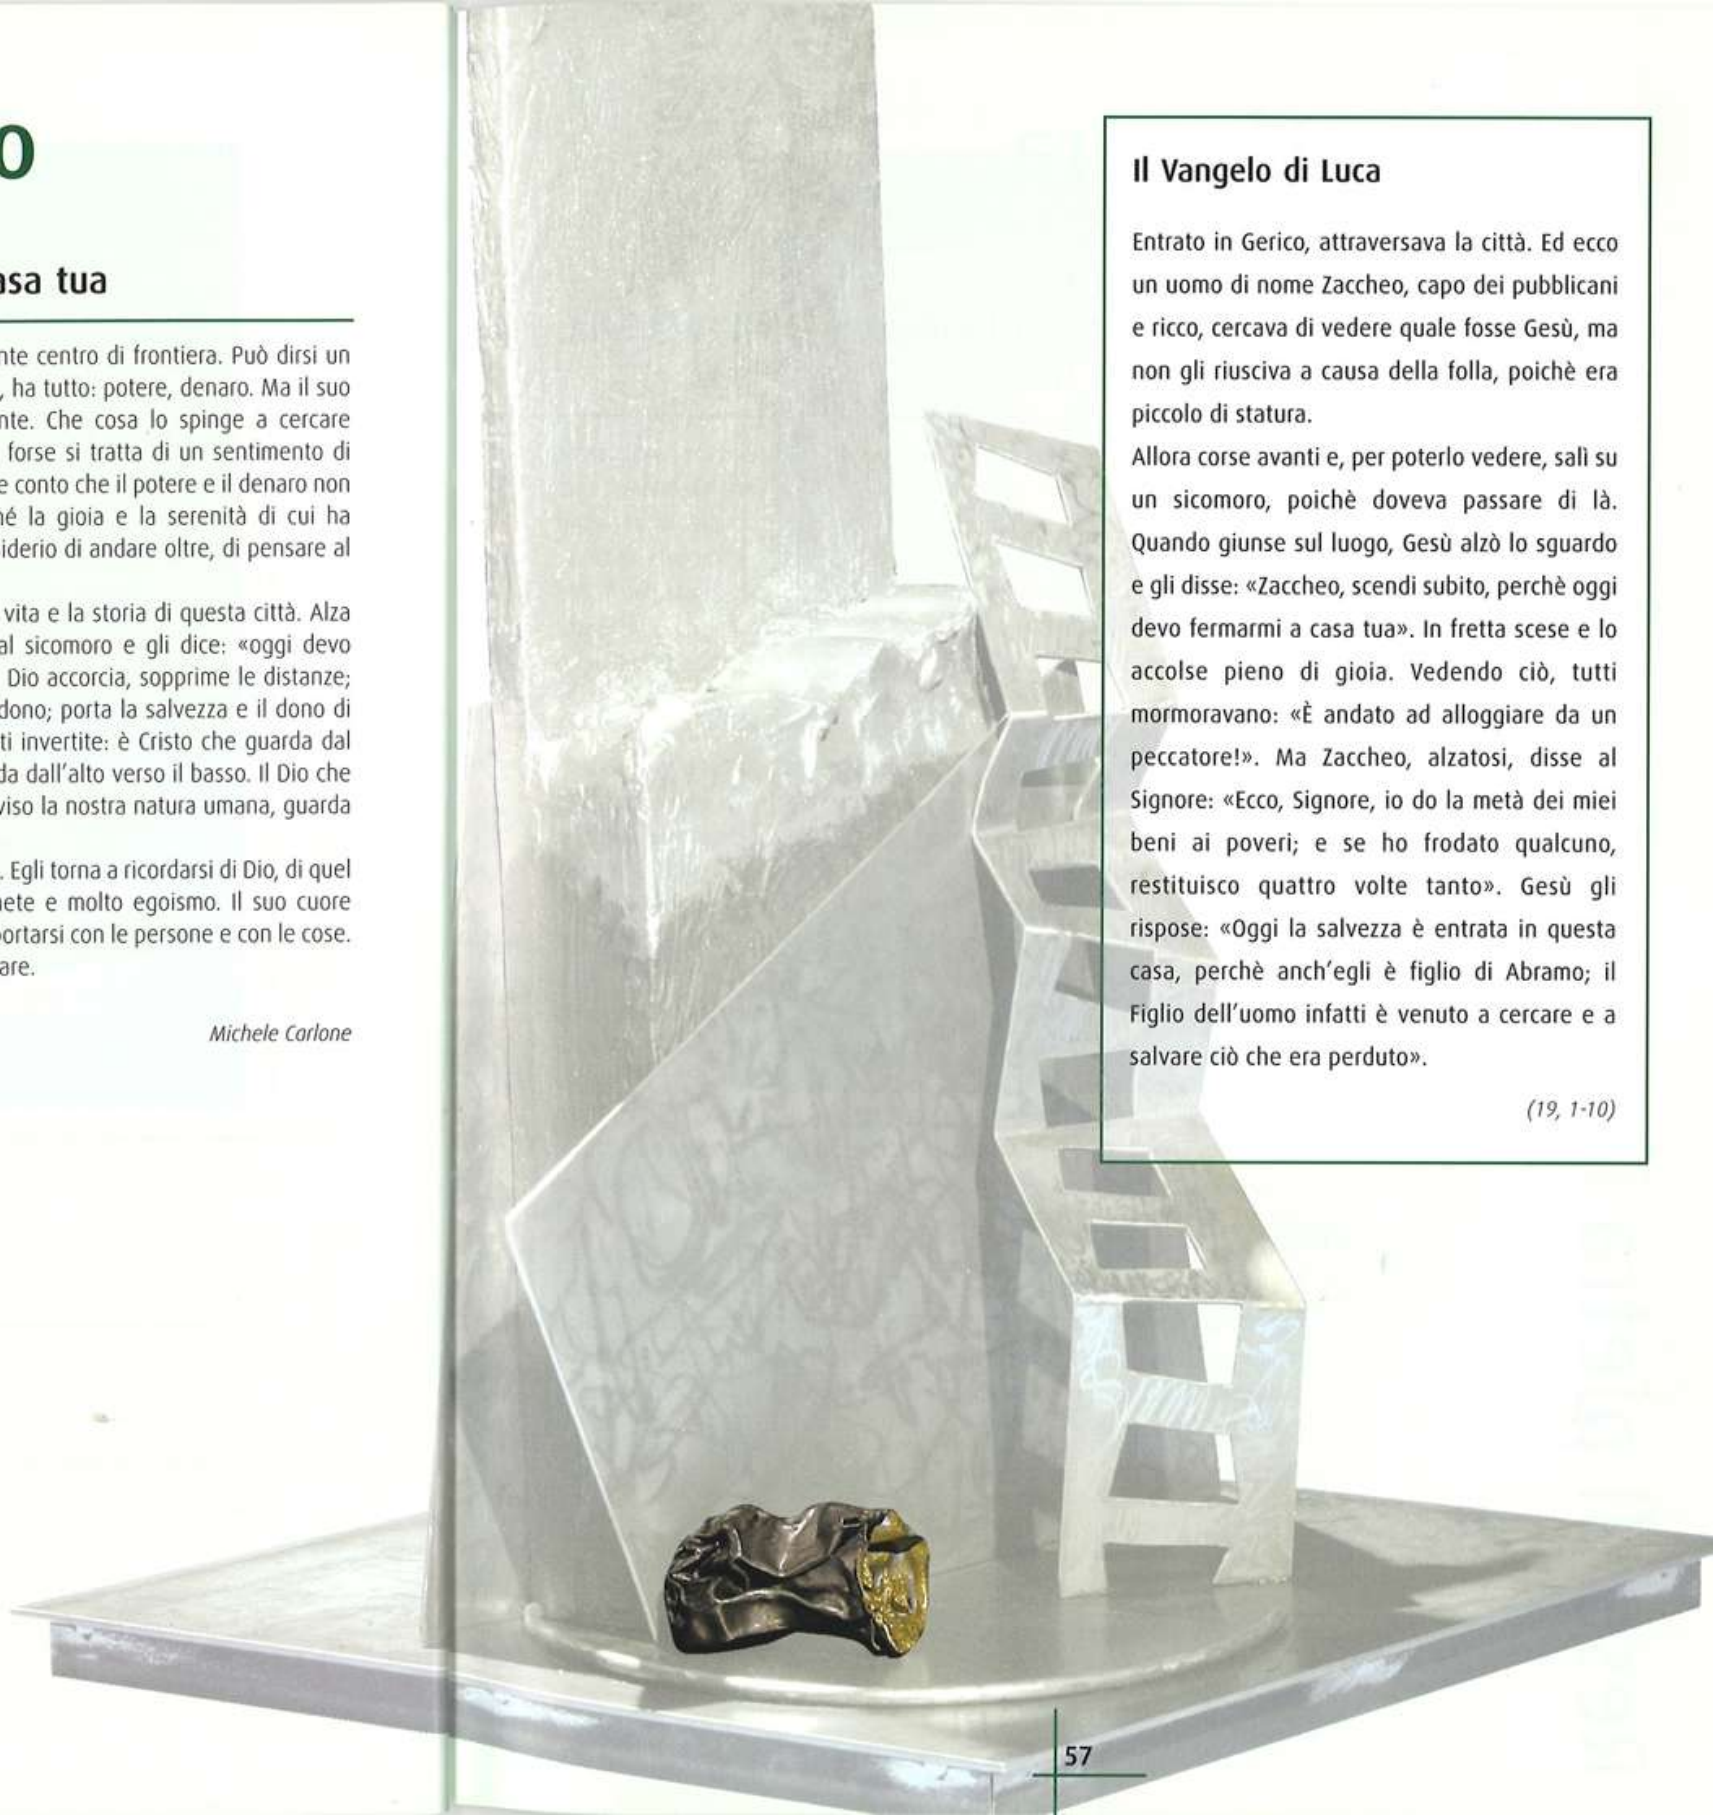 o
asa tua
nte centro di frontiera. Può dirsi un
, ha tutto: potere, denaro. Ma il suo
nte. Che cosa lo spinge a cercare
forse si tratta di un sentimento di
e conto che il potere e il denaro non
né la gioia e la serenità di cui ha
iderio di andare oltre, di pensare al
vita e la storia di questa città. Alza
al sicomoro e gli dice: «oggi devo
Dio accorcia, sopprime le distanze;
dono; porta la salvezza e il dono di
ti invertite: è Cristo che guarda dal
da dall'alto verso il basso. Il Dio che
viso la nostra natura umana, guarda
. Egli torna a ricordarsi di Dio, di quel
nete e molto egoismo. Il suo cuore
portarsi con le persone e con le cose.
are.
Michele Carlone
Il Vangelo di Luca
Entrato in Gerico, attraversava la città. Ed ecco
un uomo di nome Zaccheo, capo dei pubblicani
e ricco, cercava di vedere quale fosse Gesù, ma
non gli riusciva a causa della folla, poichè era
piccolo di statura.
Allora corse avanti e, per poterlo vedere, salì su
un sicomoro, poichè doveva passare di là.
Quando giunse sul luogo, Gesù alzò lo sguardo
e gli disse: «Zaccheo, scendi subito, perchè oggi
devo fermarmi a casa tua». In fretta scese e lo
accolse pieno di gioia. Vedendo ciò, tutti
mormoravano: «È andato ad alloggiare da un
peccatore!». Ma Zaccheo, alzatosi, disse al
Signore: «Ecco, Signore, io do la metà dei miei
beni ai poveri; e se ho frodato qualcuno,
restituisco quattro volte tanto». Gesù gli
rispose: «Oggi la salvezza è entrata in questa
casa, perchè anch'egli è figlio di Abramo; il
Figlio dell'uomo infatti è venuto a cercare e a
salvare ciò che era perduto».
(19, 1-10)
57